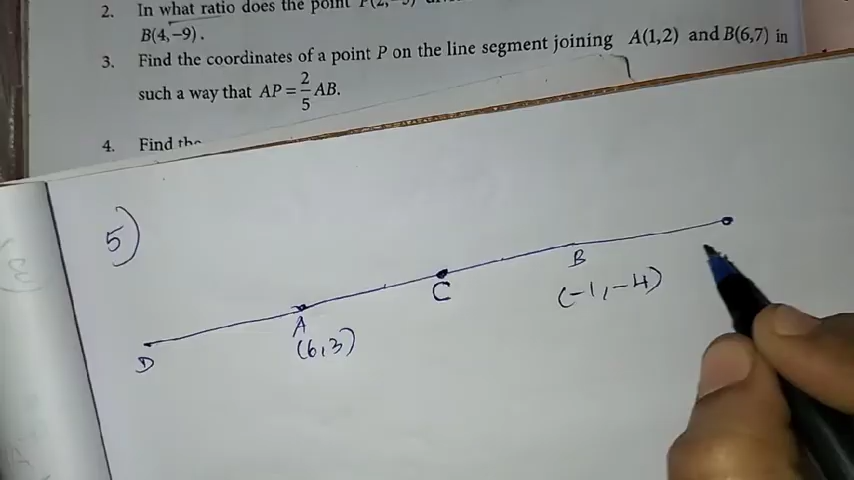 2. In what ratio does the point P(2,-5)
B(4,-9).
3. Find the coordinates of a point P on the line segment joining A(1,2) and B(6,7) in
such a way that AP = 2/5 AB.
4. Find the
5)
D
A
(6,3)
C
B
(-1,-4)